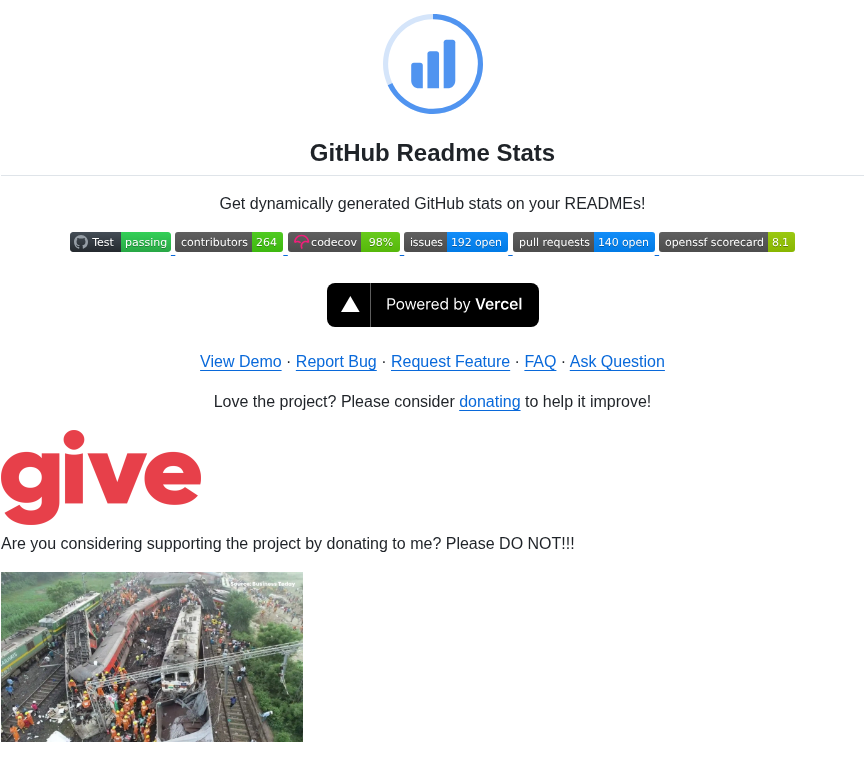 GitHub Readme Stats
Get dynamically generated GitHub stats on your READMEs!
Test passing contributors 264 codecov 98% issues 192 open pull requests 140 open openssf scorecard 8.1
Powered by Vercel
View Demo · Report Bug · Request Feature · FAQ · Ask Question
Love the project? Please consider donating to help it improve!
give
Are you considering supporting the project by donating to me? Please DO NOT!!!